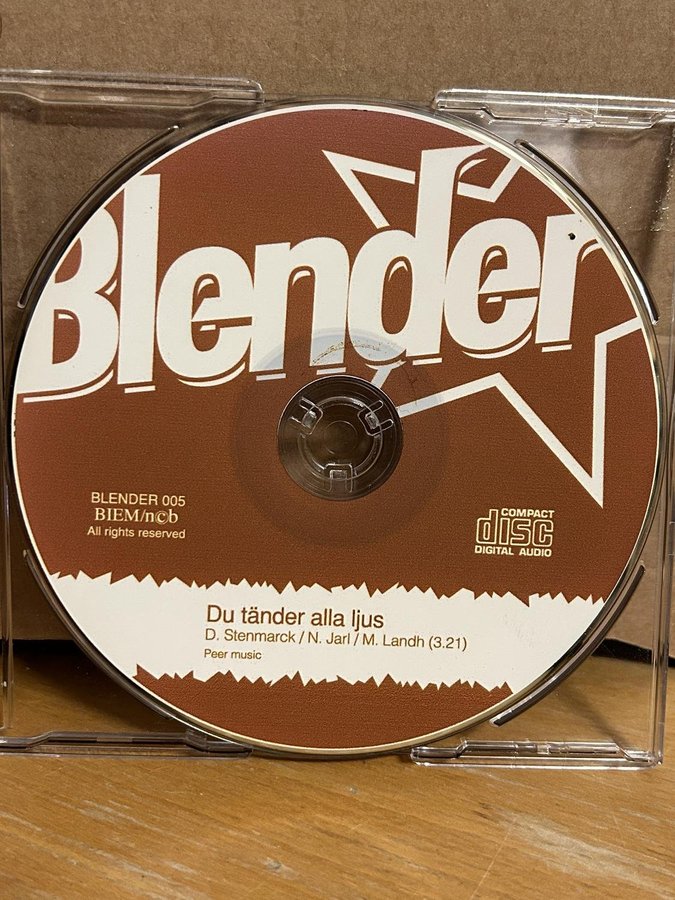 Blender
BLENDER 005
BIEM/n©b
All rights reserved
COMPACT
disc
DIGITAL AUDIO
Du tänder alla ljus
D. Stenmarck / N. Jarl / M. Landh (3.21)
Peer music